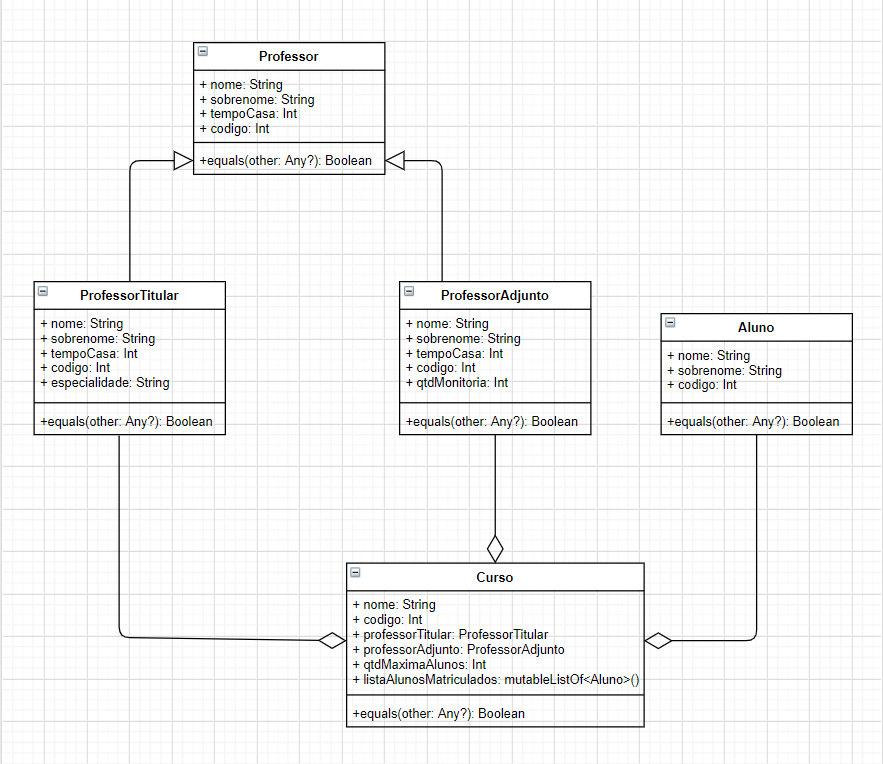 Professor
+ nome: String
+ sobrenome: String
+ tempoCasa: Int
+ codigo: Int
+equals(other: Any?): Boolean
ProfessorTitular
+ nome: String
+ sobrenome: String
+ tempoCasa: Int
+ codigo: Int
+ especialidade: String
+equals(other: Any?): Boolean
ProfessorAdjunto
+ nome: String
+ sobrenome: String
+ tempoCasa: Int
+ codigo: Int
+ qtdMonitoria: Int
+equals(other: Any?): Boolean
Aluno
+ nome: String
+ sobrenome: String
+ codigo: Int
+equals(other: Any?): Boolean
Curso
+ nome: String
+ codigo: Int
+ professorTitular: ProfessorTitular
+ professorAdjunto: ProfessorAdjunto
+ qtdMaximaAlunos: Int
+ listaAlunosMatriculados: mutableListOf<Aluno>()
+equals(other: Any?): Boolean